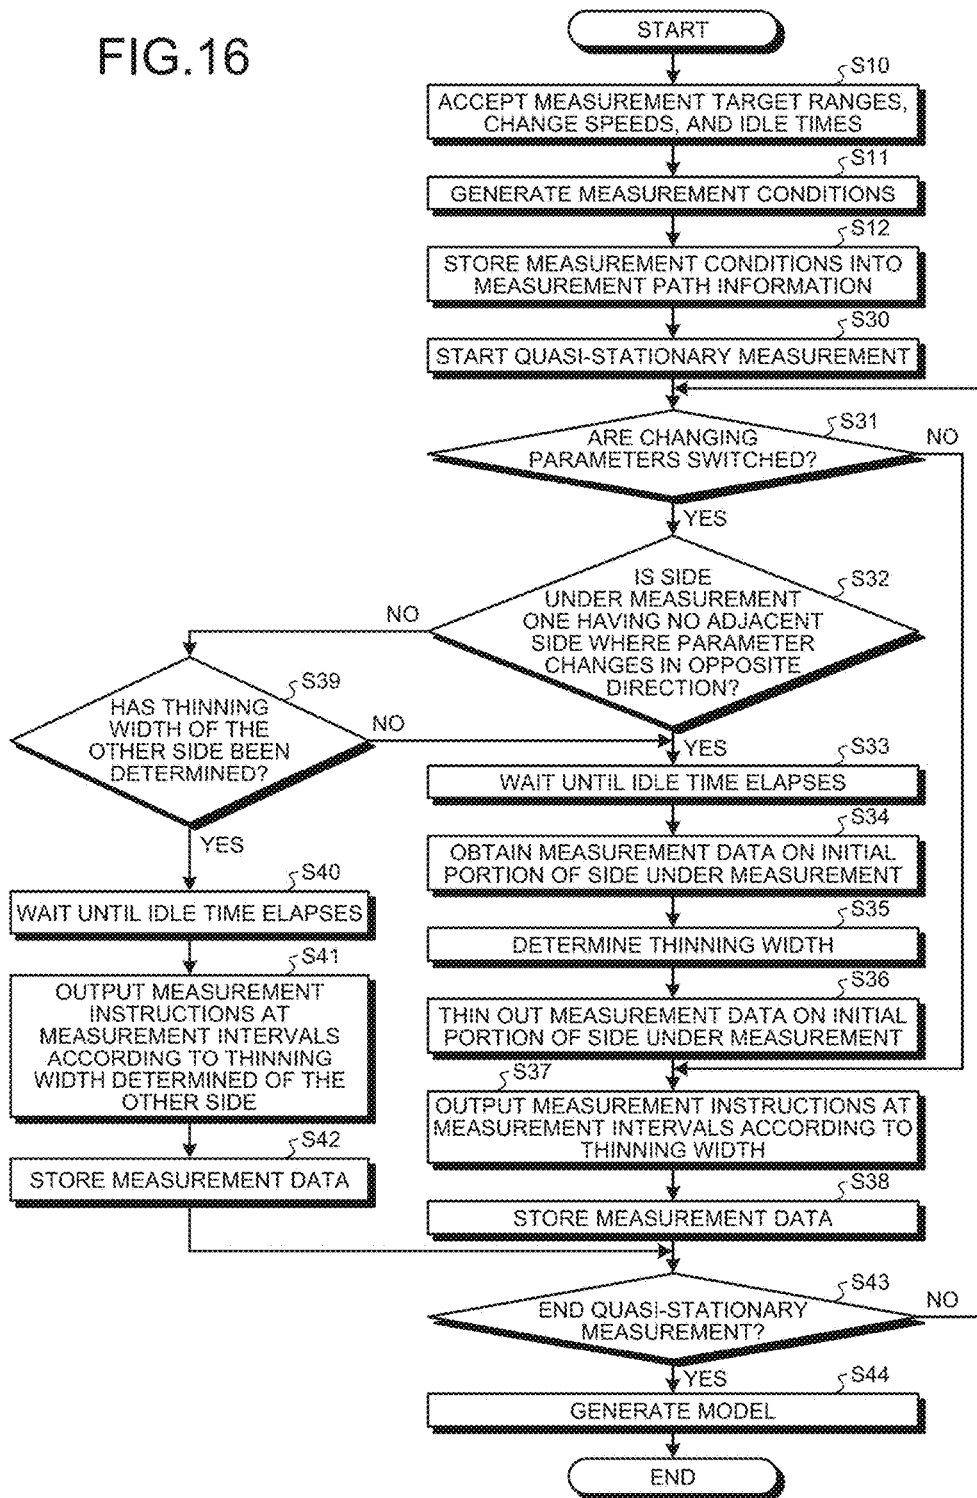 FIG.16
START
S10
ACCEPT MEASUREMENT TARGET RANGES,
CHANGE SPEEDS, AND IDLE TIMES
S11
GENERATE MEASUREMENT CONDITIONS
S12
STORE MEASUREMENT CONDITIONS INTO
MEASUREMENT PATH INFORMATION
S30
START QUASI-STATIONARY MEASUREMENT
S31
ARE CHANGING
PARAMETERS SWITCHED?
NO
YES
S32
IS SIDE
UNDER MEASUREMENT
ONE HAVING NO ADJACENT
SIDE WHERE PARAMETER
CHANGES IN OPPOSITE
DIRECTION?
NO
YES
S39
HAS THINNING
WIDTH OF THE
OTHER SIDE BEEN
DETERMINED?
NO
YES
S33
WAIT UNTIL IDLE TIME ELAPSES
S34
OBTAIN MEASUREMENT DATA ON INITIAL
PORTION OF SIDE UNDER MEASUREMENT
S35
DETERMINE THINNING WIDTH
S36
THIN OUT MEASUREMENT DATA ON INITIAL
PORTION OF SIDE UNDER MEASUREMENT
S37
OUTPUT MEASUREMENT INSTRUCTIONS AT
MEASUREMENT INTERVALS ACCORDING TO
THINNING WIDTH
S38
STORE MEASUREMENT DATA
S40
WAIT UNTIL IDLE TIME ELAPSES
S41
OUTPUT MEASUREMENT
INSTRUCTIONS AT
MEASUREMENT INTERVALS
ACCORDING TO THINNING
WIDTH DETERMINED OF THE
OTHER SIDE
S42
STORE MEASUREMENT DATA
S43
END QUASI-STATIONARY
MEASUREMENT?
NO
YES
S44
GENERATE MODEL
END